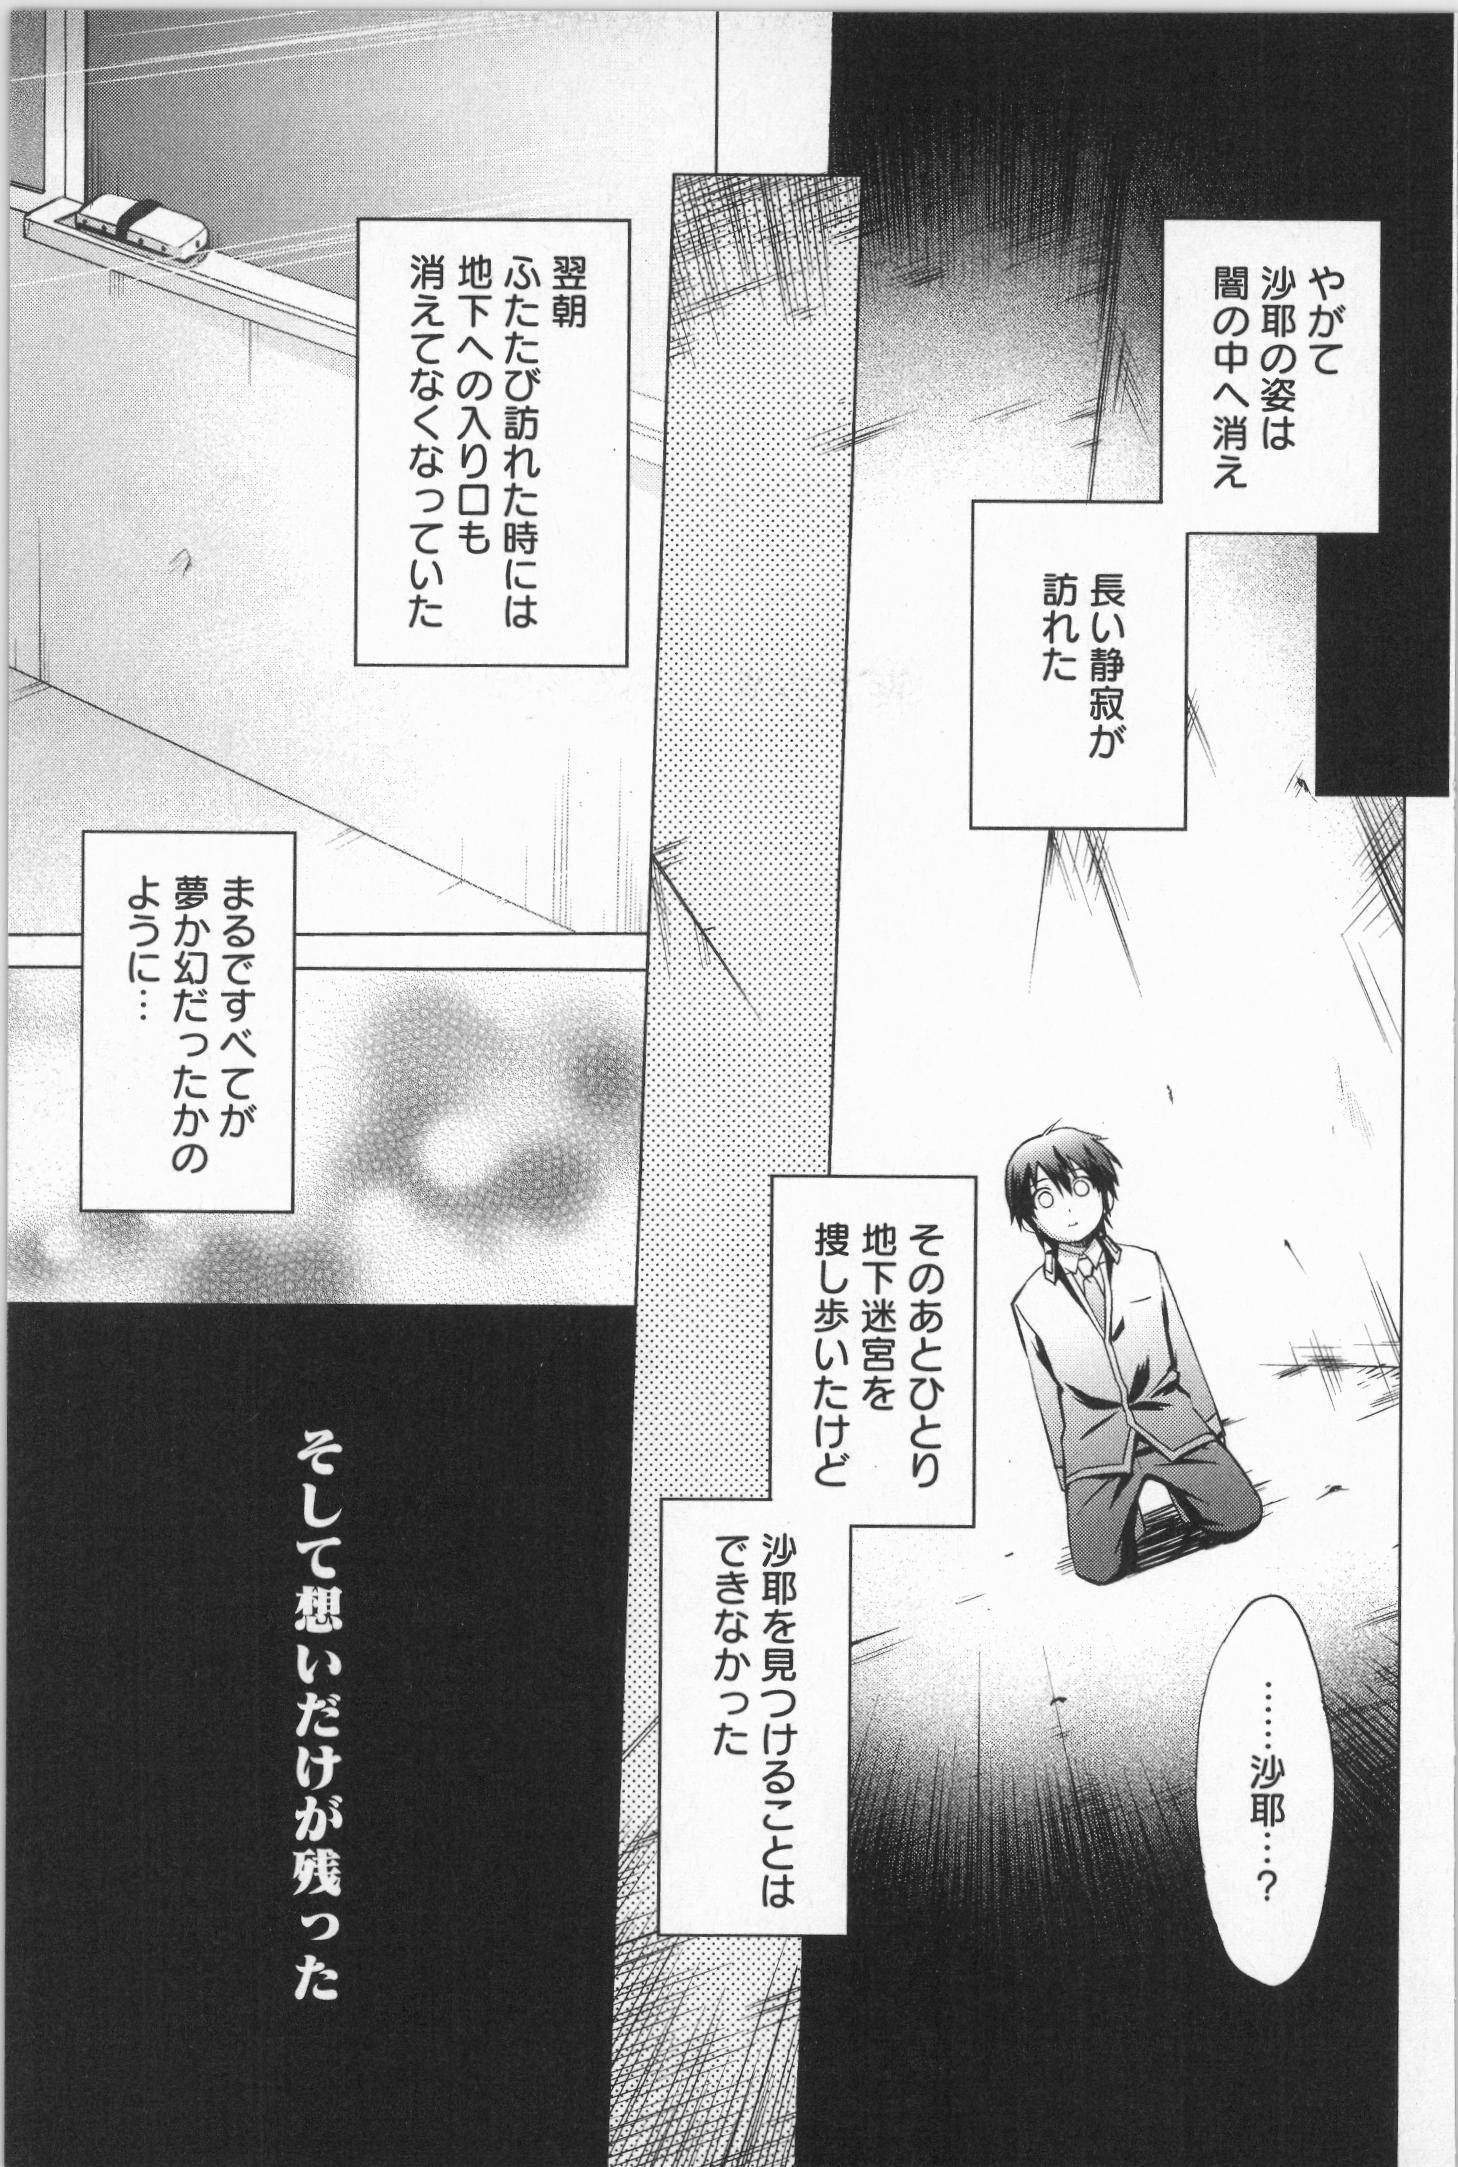 やがて
沙耶の姿は
闇の中へ消え
長い静寂が
訪れた
……沙耶…?
そのあとひとり
地下迷宮を
捜し歩いたけど
沙耶を見つけることは
できなかった
翌朝
ふたたび訪れた時には
地下への入り口も
消えてなくなっていた
まるですべてが
夢か幻だったかの
ように…
そして想いだけが残った